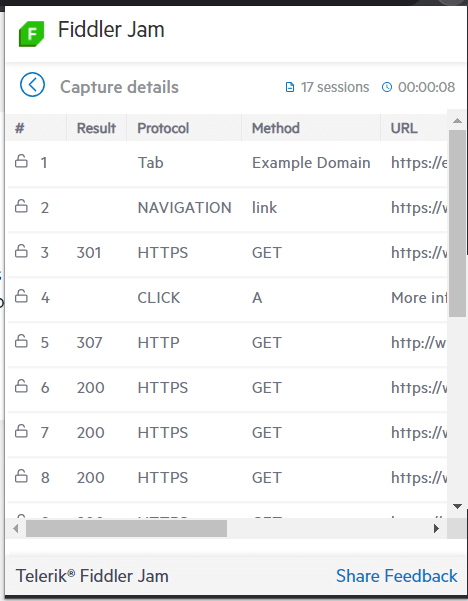 Fiddler Jam
Capture details 17 sessions 00:00:08
# Result Protocol Method URL
1 Tab Example Domain https://e
2 NAVIGATION link https://w
3 301 HTTPS GET https://w
4 CLICK A More inf
5 307 HTTP GET http://w
6 200 HTTPS GET https://w
7 200 HTTPS GET https://w
8 200 HTTPS GET https://w
Telerik® Fiddler Jam Share Feedback